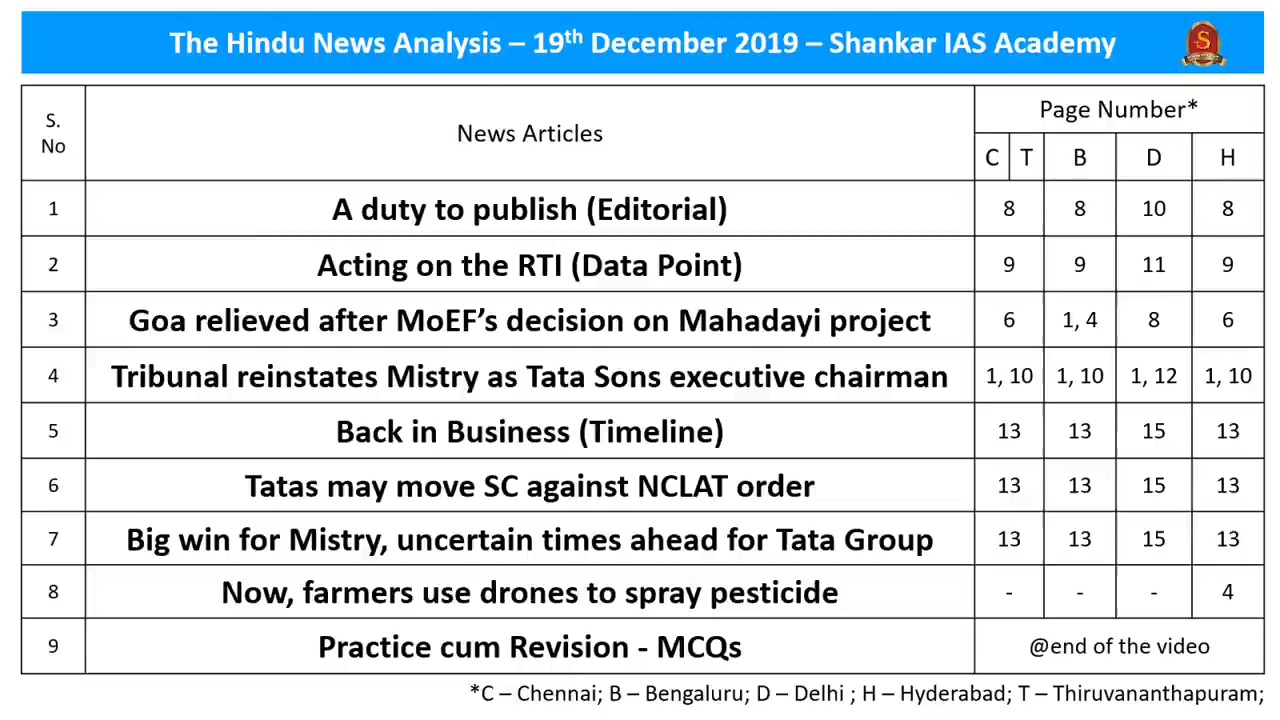 The Hindu News Analysis – 19th December 2019 – Shankar IAS Academy
S
S. No News Articles Page Number*
C T B D H
1 A duty to publish (Editorial) 8 8 10 8
2 Acting on the RTI (Data Point) 9 9 11 9
3 Goa relieved after MoEF’s decision on Mahadayi project 6 1, 4 8 6
4 Tribunal reinstates Mistry as Tata Sons executive chairman 1, 10 1, 10 1, 12 1, 10
5 Back in Business (Timeline) 13 13 15 13
6 Tatas may move SC against NCLAT order 13 13 15 13
7 Big win for Mistry, uncertain times ahead for Tata Group 13 13 15 13
8 Now, farmers use drones to spray pesticide - - - 4
9 Practice cum Revision - MCQs @end of the video
*C – Chennai; B – Bengaluru; D – Delhi ; H – Hyderabad; T – Thiruvananthapuram;